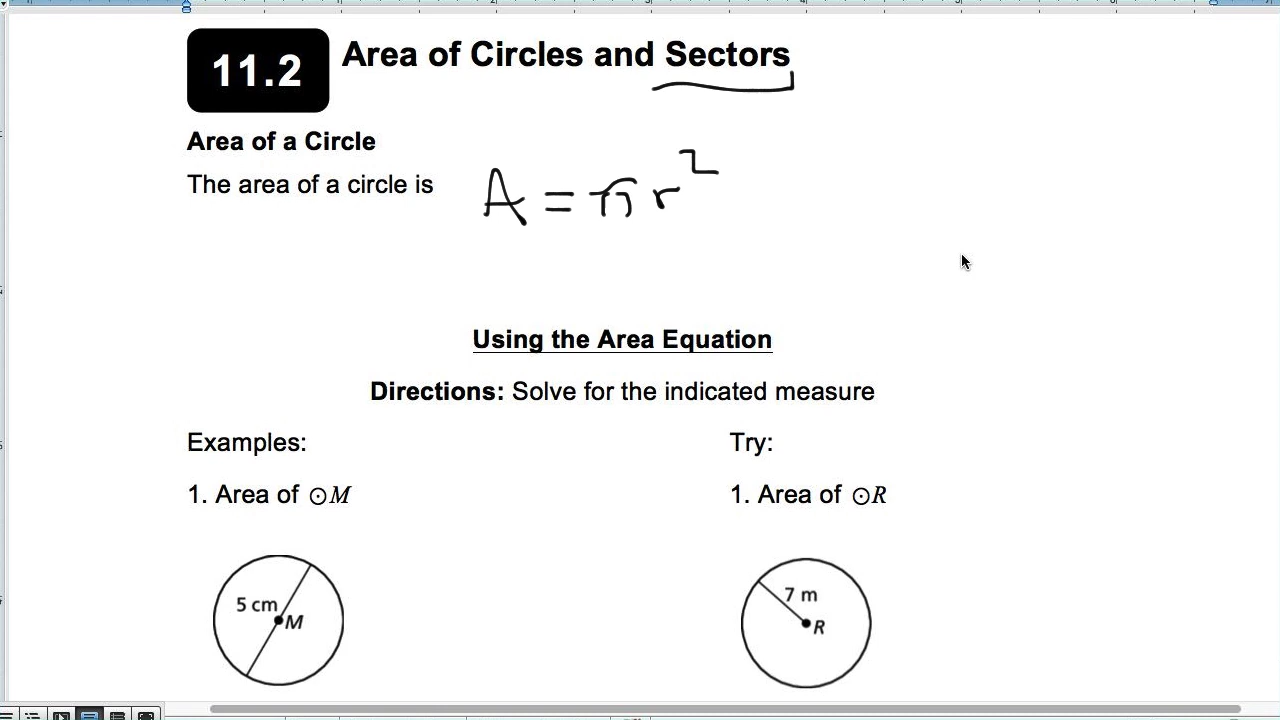 11.2 Area of Circles and Sectors
Area of a Circle
The area of a circle is A = πr²
Using the Area Equation
Directions: Solve for the indicated measure
Examples:
Try:
1. Area of ⊙M
1. Area of ⊙R
5 cm
M
7 m
R